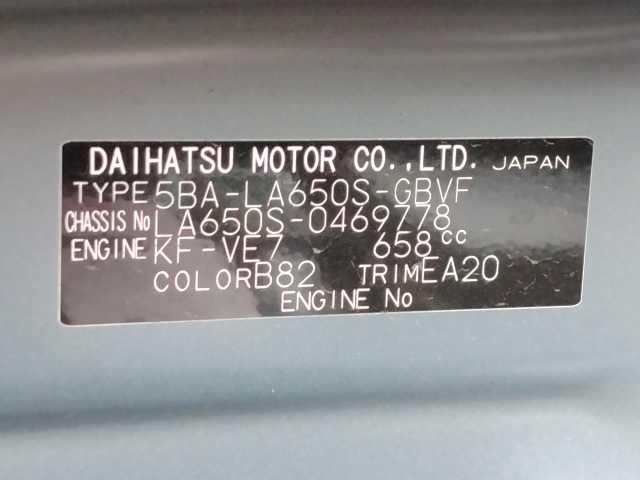 DAIHATSU MOTOR CO.,LTD. JAPAN
TYPE 5BA-LA650S-GBVF
CHASSIS No LA650S-0469778
ENGINE KF-VE7 658cc
COLOR B82 TRIM EA20
ENGINE No